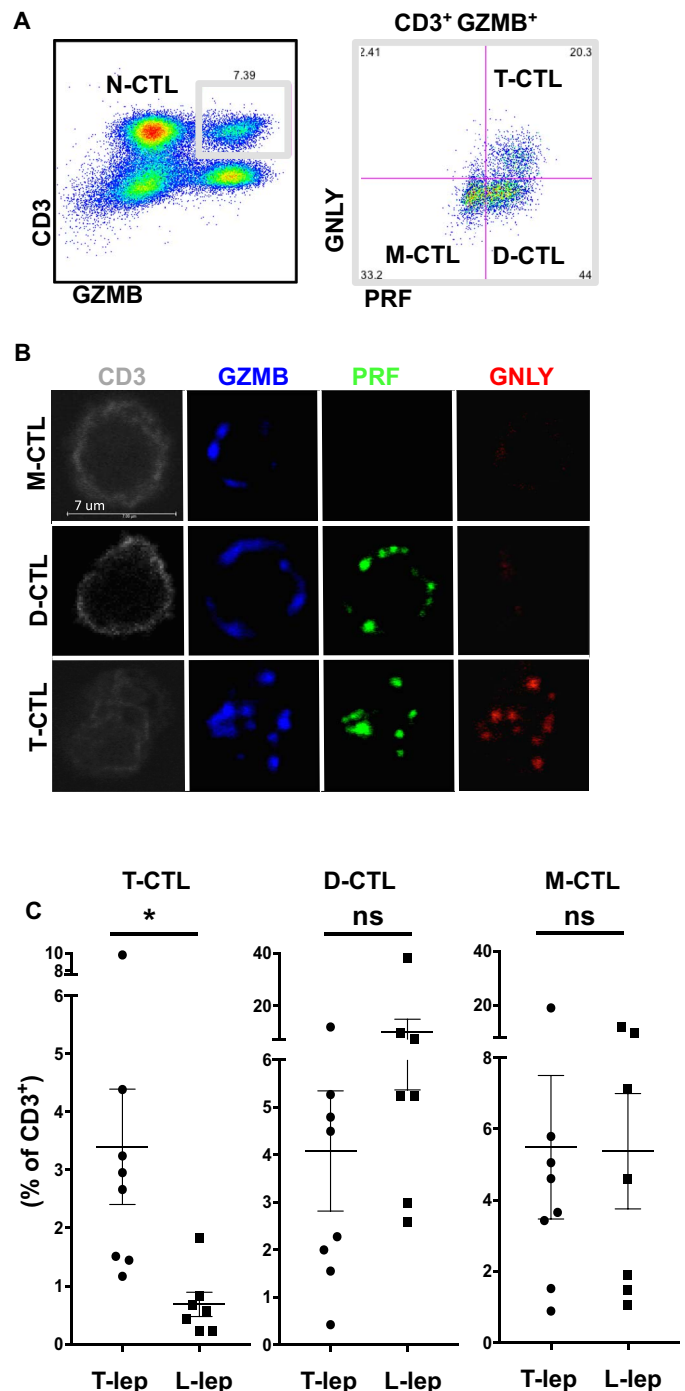 A
CD3⁺ GZMB⁺
N-CTL
7.39
CD3
GZMB
2.41
20.3
T-CTL
GNLY
M-CTL
D-CTL
33.2
44
PRF
B
CD3
GZMB
PRF
GNLY
M-CTL
7 um
D-CTL
T-CTL
C
T-CTL
D-CTL
M-CTL
*
ns
ns
(% of CD3⁺)
10
8
6
5
4
3
2
1
0
40
20
6
5
4
3
2
1
0
40
20
8
6
4
2
0
T-lep
L-lep
T-lep
L-lep
T-lep
L-lep